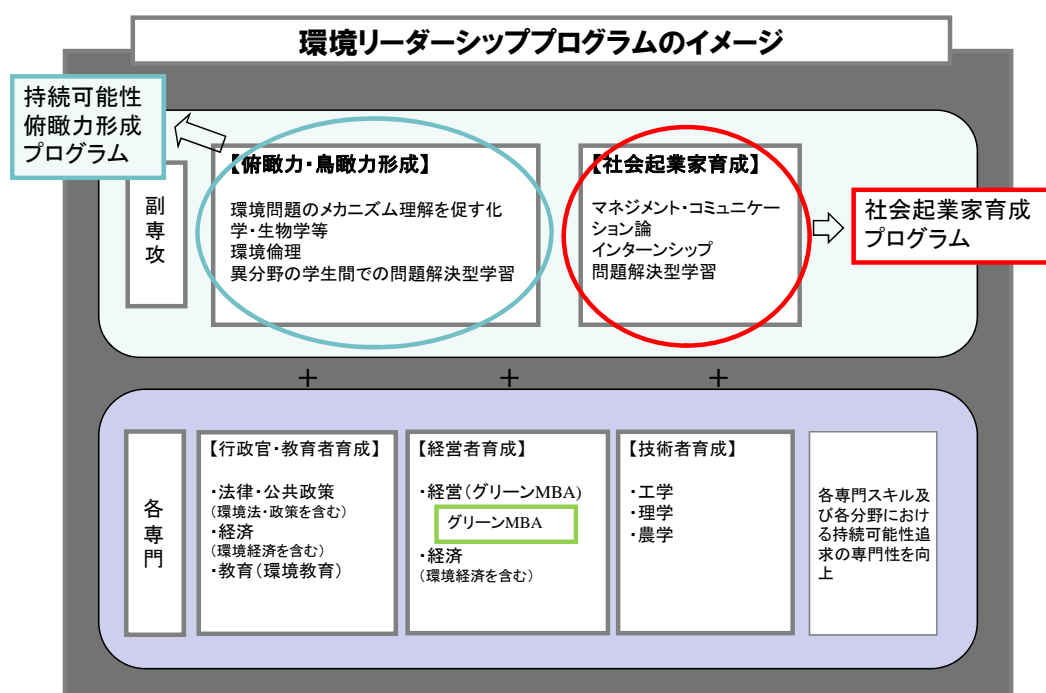 環境リーダーシッププログラムのイメージ
持続可能性
俯瞰力形成
プログラム
副
専
攻
【俯瞰力・鳥瞰力形成】
環境問題のメカニズム理解を促す化
学・生物学等
環境倫理
異分野の学生間での問題解決型学習
【社会起業家育成】
マネジメント・コミュニケー
ション論
インターンシップ
問題解決型学習
社会起業家育成
プログラム
+
+
+
各
専
門
【行政官・教育者育成】
・法律・公共政策
(環境法・政策を含む)
・経済
(環境経済を含む)
・教育(環境教育)
【経営者育成】
・経営(グリーンMBA)
グリーンMBA
・経済
(環境経済を含む)
【技術者育成】
・工学
・理学
・農学
各専門スキル及
び各分野におけ
る持続可能性追
求の専門性を向
上